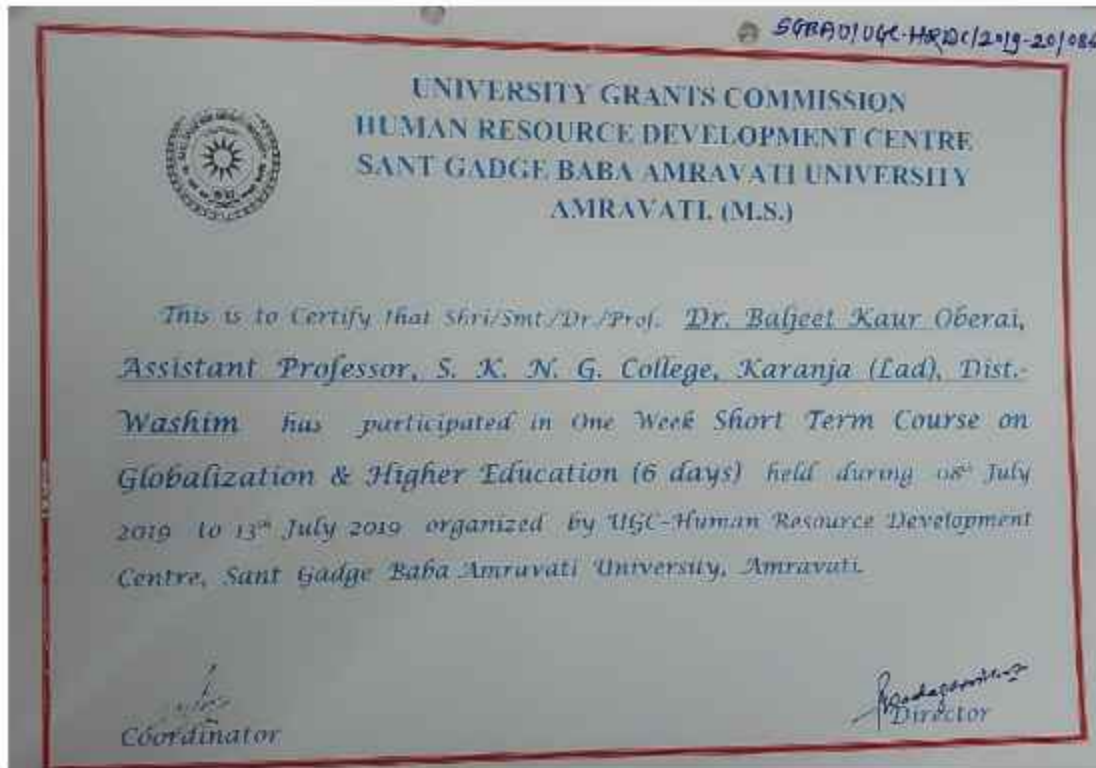 SGBAU/UGC-HRDC/2019-20/084
UNIVERSITY GRANTS COMMISSION
HUMAN RESOURCE DEVELOPMENT CENTRE
SANT GADGE BABA AMRAVATI UNIVERSITY
AMRAVATI. (M.S.)
This is to Certify that Shri/Smt./Dr./Prof. Dr. Baljeet Kaur Oberai,
Assistant Professor, S. K. N. G. College, Karanja (Lad), Dist.-
Washim has participated in One Week Short Term Course on
Globalization & Higher Education (6 days) held during 08th July
2019 to 13th July 2019 organized by UGC-Human Resource Development
Centre, Sant Gadge Baba Amravati University, Amravati.
Coordinator
Director